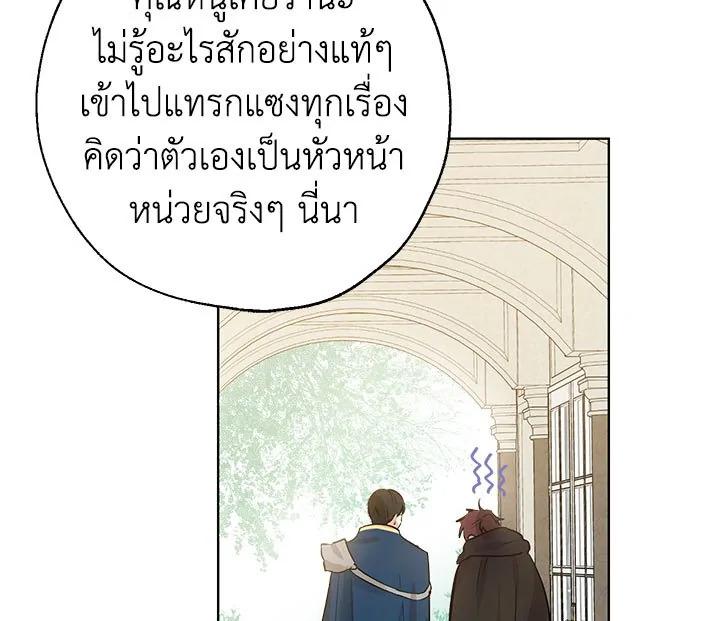 ไม่รู้อะไรสักอย่างแท้ๆ
เข้าไปแทรกแซงทุกเรื่อง
คิดว่าตัวเองเป็นหัวหน้า
หน่วยจริงๆ นี่นา